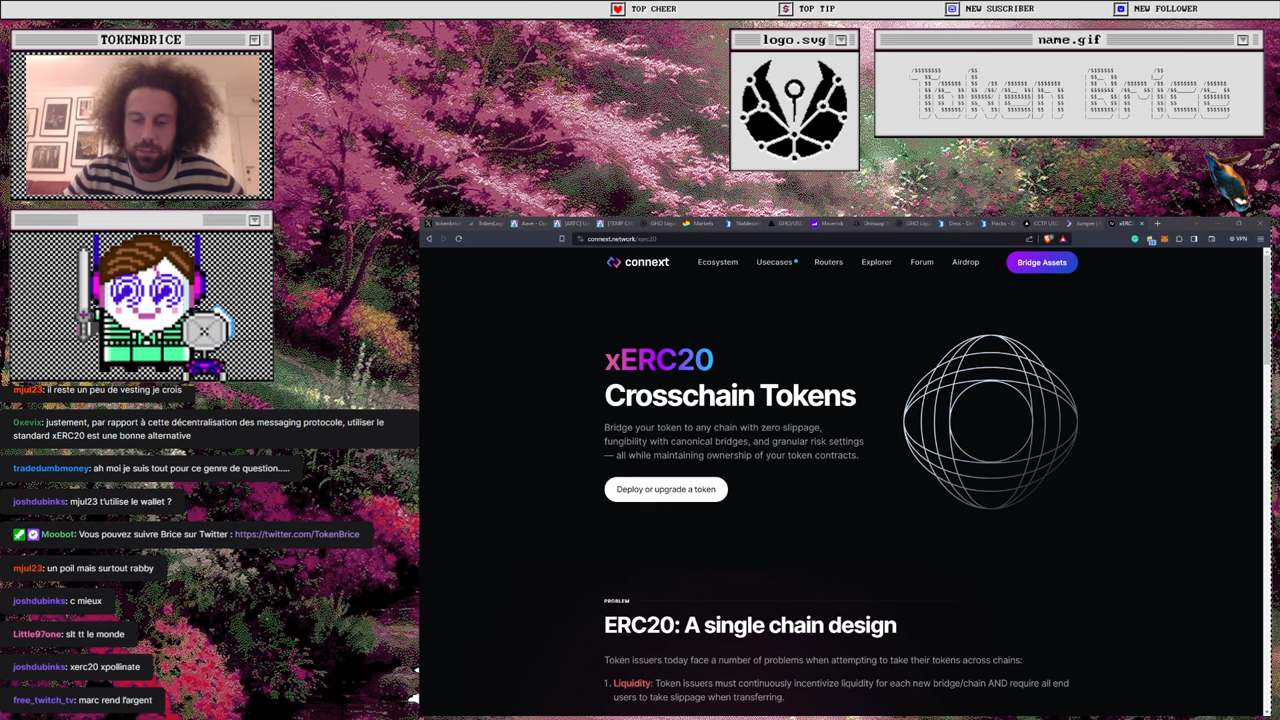 TOP CHEER
TOP TIP
NEW SUSCRIBER
NEW FOLLOWER
TOKENBRICE
logo.svg
name.gif
mjul23: il reste un peu de vesting je crois
0xevix: justement, par rapport à cette décentralisation des messaging protocole, utiliser le
standard xERC20 est une bonne alternative
tradedumbmoney: ah moi je suis tout pour ce genre de question.....
joshdubinks: mjul23 t'utilise le wallet ?
Moobot: Vous pouvez suivre Brice sur Twitter : https://twitter.com/TokenBrice
mjul23: un poil mais surtout rabby
joshdubinks: c mieux
Little97one: slt tt le monde
joshdubinks: xerc20 xpollinate
free_twitch_tv: marc rend l'argent
Markets
connext.network/xerc20
VPN
connext
Ecosystem
Usecases
Routers
Explorer
Forum
Airdrop
Bridge Assets
xERC20
Crosschain Tokens
Bridge your token to any chain with zero slippage,
fungibility with canonical bridges, and granular risk settings
— all while maintaining ownership of your token contracts.
Deploy or upgrade a token
PROBLEM
ERC20: A single chain design
Token issuers today face a number of problems when attempting to take their tokens across chains:
1. Liquidity: Token issuers must continuously incentivize liquidity for each new bridge/chain AND require all end
users to take slippage when transferring.